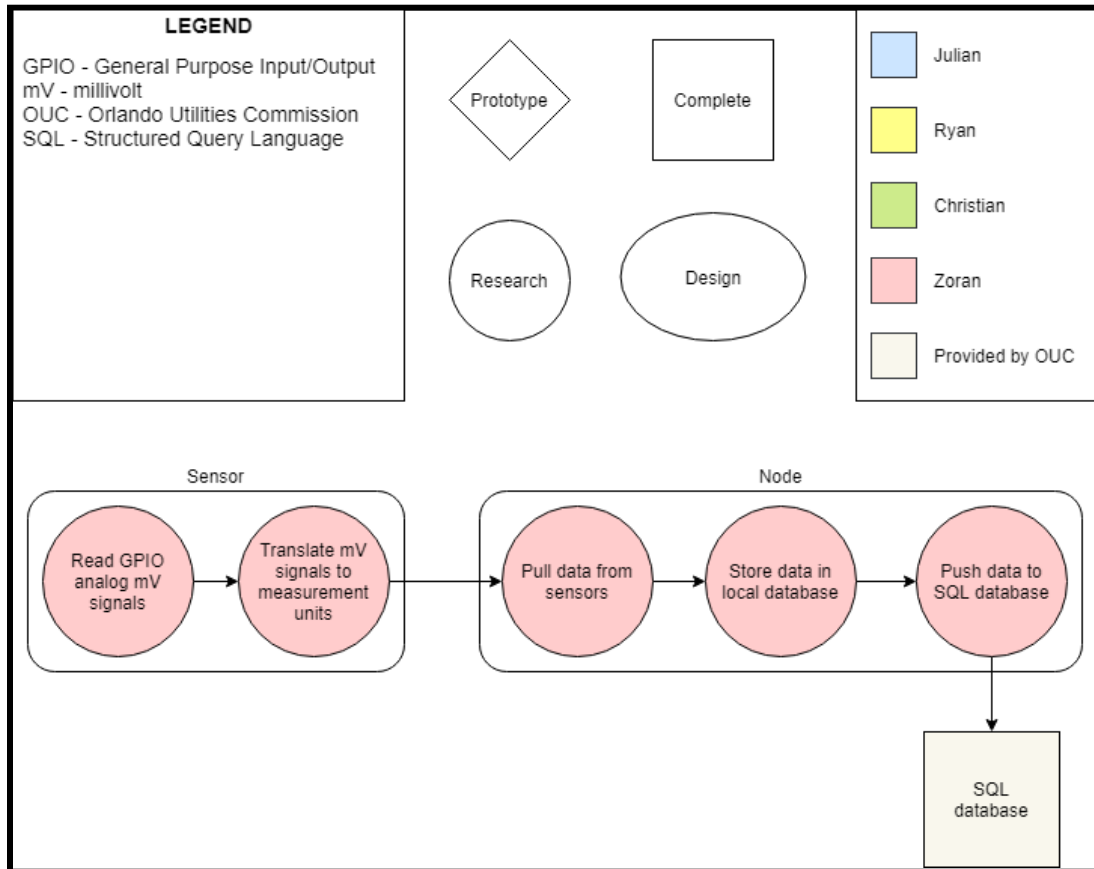 LEGEND
GPIO - General Purpose Input/Output
mV - millivolt
OUC - Orlando Utilities Commission
SQL - Structured Query Language
Prototype
Complete
Research
Design
Julian
Ryan
Christian
Zoran
Provided by OUC
Sensor
Read GPIO
analog mV
signals
Translate mV
signals to
measurement
units
Node
Pull data from
sensors
Store data in
local database
Push data to
SQL database
SQL
database